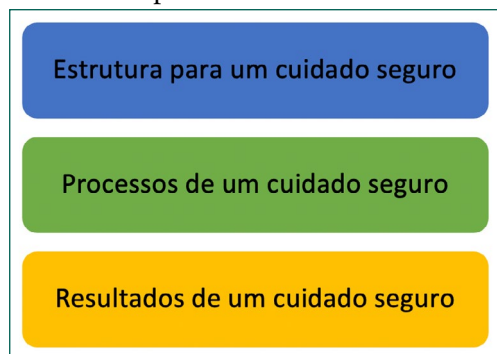 Estrutura para um cuidado seguro
Processos de um cuidado seguro
Resultados de um cuidado seguro